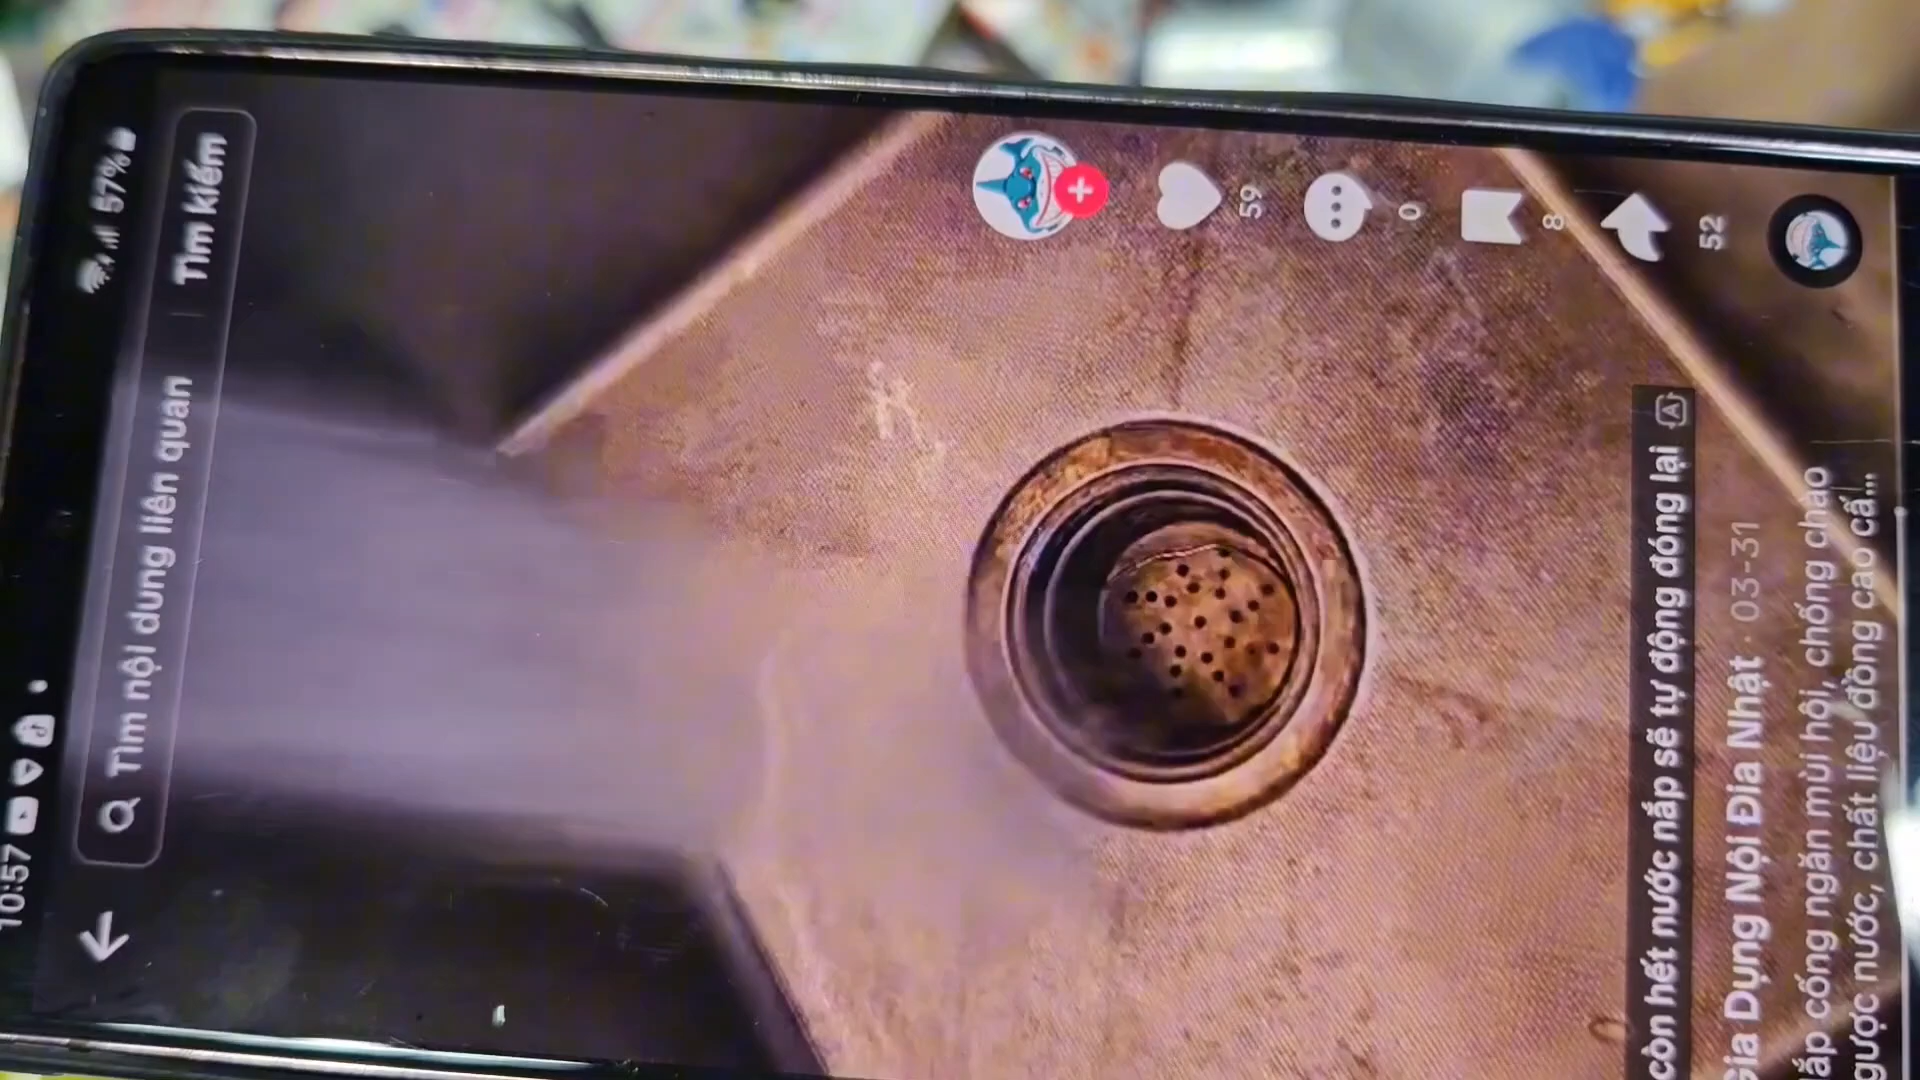 10:57
57%
Tìm nội dung liên quan
Tìm kiếm
59
0
8
52
còn hết nước nắp sẽ tự động đóng lại
Gia Dụng Nội Địa Nhật · 03-31
ắp cống ngăn mùi hôi, chống chào
gược nước, chất liệu đồng cao cấ...